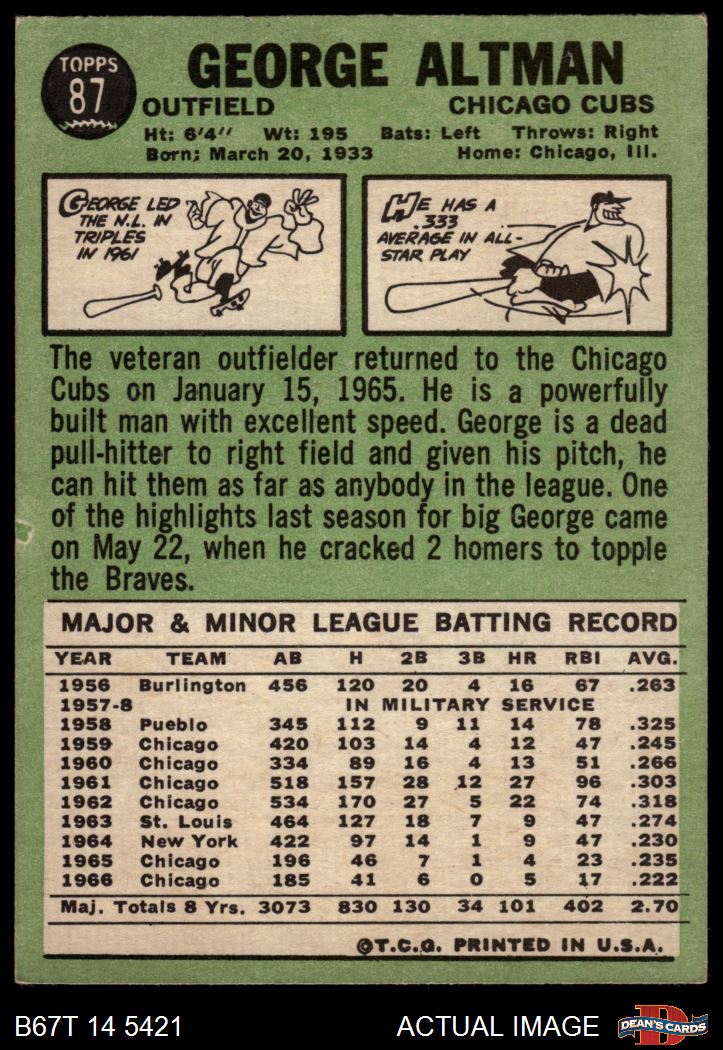 TOPPS
87
GEORGE ALTMAN
OUTFIELD CHICAGO CUBS
Ht: 6'4" Wt: 195 Bats: Left Throws: Right
Born: March 20, 1933 Home: Chicago, Ill.
GEORGE LED
THE N.L. IN
TRIPLES
IN 1961
HE HAS A
.333
AVERAGE IN ALL-
STAR PLAY
The veteran outfielder returned to the Chicago
Cubs on January 15, 1965. He is a powerfully
built man with excellent speed. George is a dead
pull-hitter to right field and given his pitch, he
can hit them as far as anybody in the league. One
of the highlights last season for big George came
on May 22, when he cracked 2 homers to topple
the Braves.
MAJOR & MINOR LEAGUE BATTING RECORD
YEAR TEAM AB H 2B 3B HR RBI AVG.
1956 Burlington 456 120 20 4 16 67 .263
1957-8 IN MILITARY SERVICE
1958 Pueblo 345 112 9 11 14 78 .325
1959 Chicago 420 103 14 4 12 47 .245
1960 Chicago 334 89 16 4 13 51 .266
1961 Chicago 518 157 28 12 27 96 .303
1962 Chicago 534 170 27 5 22 74 .318
1963 St. Louis 464 127 18 7 9 47 .274
1964 New York 422 97 14 1 9 47 .230
1965 Chicago 196 46 7 1 4 23 .235
1966 Chicago 185 41 6 0 5 17 .222
Maj. Totals 8 Yrs. 3073 830 130 34 101 402 2.70
©T.C.G. PRINTED IN U.S.A.
B67T 14 5421 ACTUAL IMAGE
D
DEAN'S CARDS